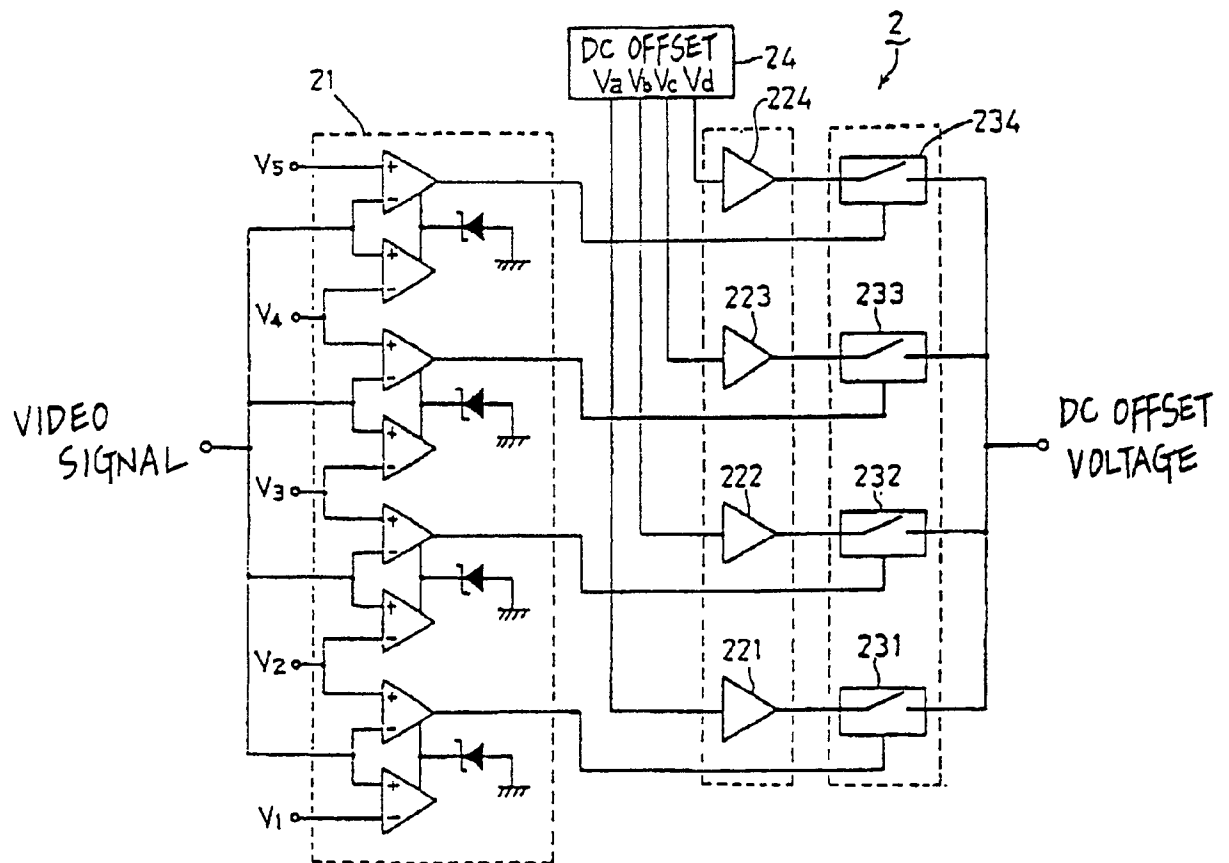 2
DC OFFSET
Va Vb Vc Vd
24
21
224
234
V5
+
-
+
-
V4
223
233
+
-
+
-
VIDEO
SIGNAL
DC OFFSET
VOLTAGE
V3
222
232
+
-
+
-
V2
221
231
+
-
+
-
V1